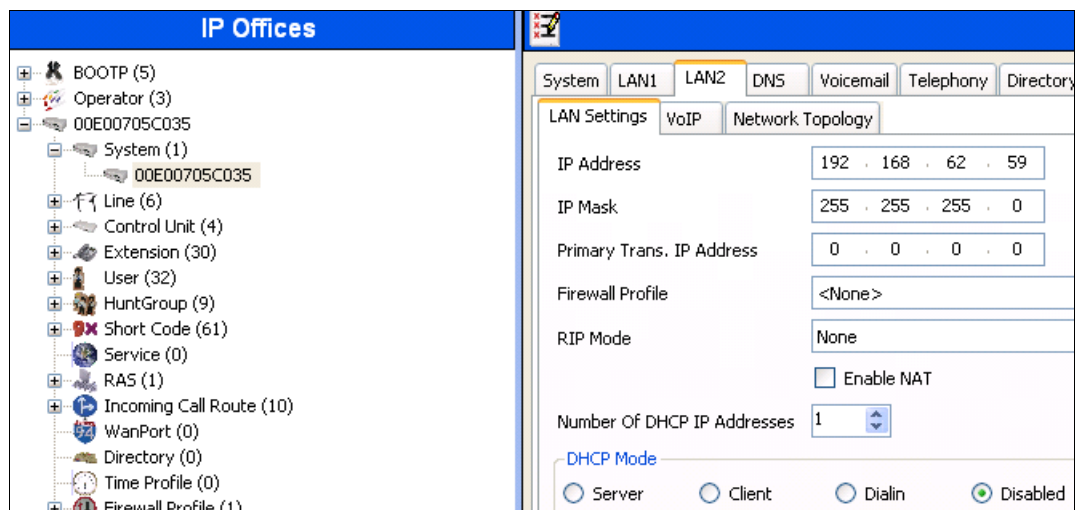 IP Offices
BOOTP (5)
Operator (3)
00E00705C035
System (1)
00E00705C035
Line (6)
Control Unit (4)
Extension (30)
User (32)
HuntGroup (9)
Short Code (61)
Service (0)
RAS (1)
Incoming Call Route (10)
WanPort (0)
Directory (0)
Time Profile (0)
Firewall Profile (1)
System LAN1 LAN2 DNS Voicemail Telephony Directory
LAN Settings VoIP Network Topology
IP Address 192 . 168 . 62 . 59
IP Mask 255 . 255 . 255 . 0
Primary Trans. IP Address 0 . 0 . 0 . 0
Firewall Profile <None>
RIP Mode None
Enable NAT
Number Of DHCP IP Addresses 1
DHCP Mode
Server Client Dialin Disabled